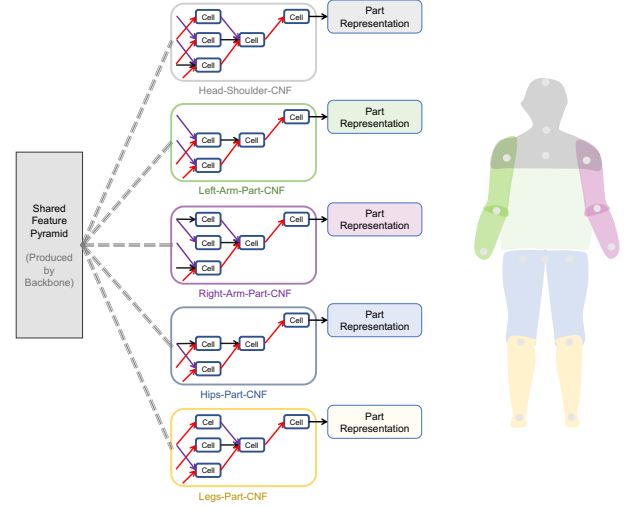 Shared
Feature
Pyramid
(Produced
by
Backbone)
Cell
Cell
Cell
Cell
Cell
Part
Representation
Head-Shoulder-CNF
Cell
Cell
Cell
Cell
Part
Representation
Left-Arm-Part-CNF
Cell
Cell
Cell
Cell
Cell
Part
Representation
Right-Arm-Part-CNF
Cell
Cell
Cell
Cell
Part
Representation
Hips-Part-CNF
Cel
Cell
Cell
Cell
Cell
Part
Representation
Legs-Part-CNF